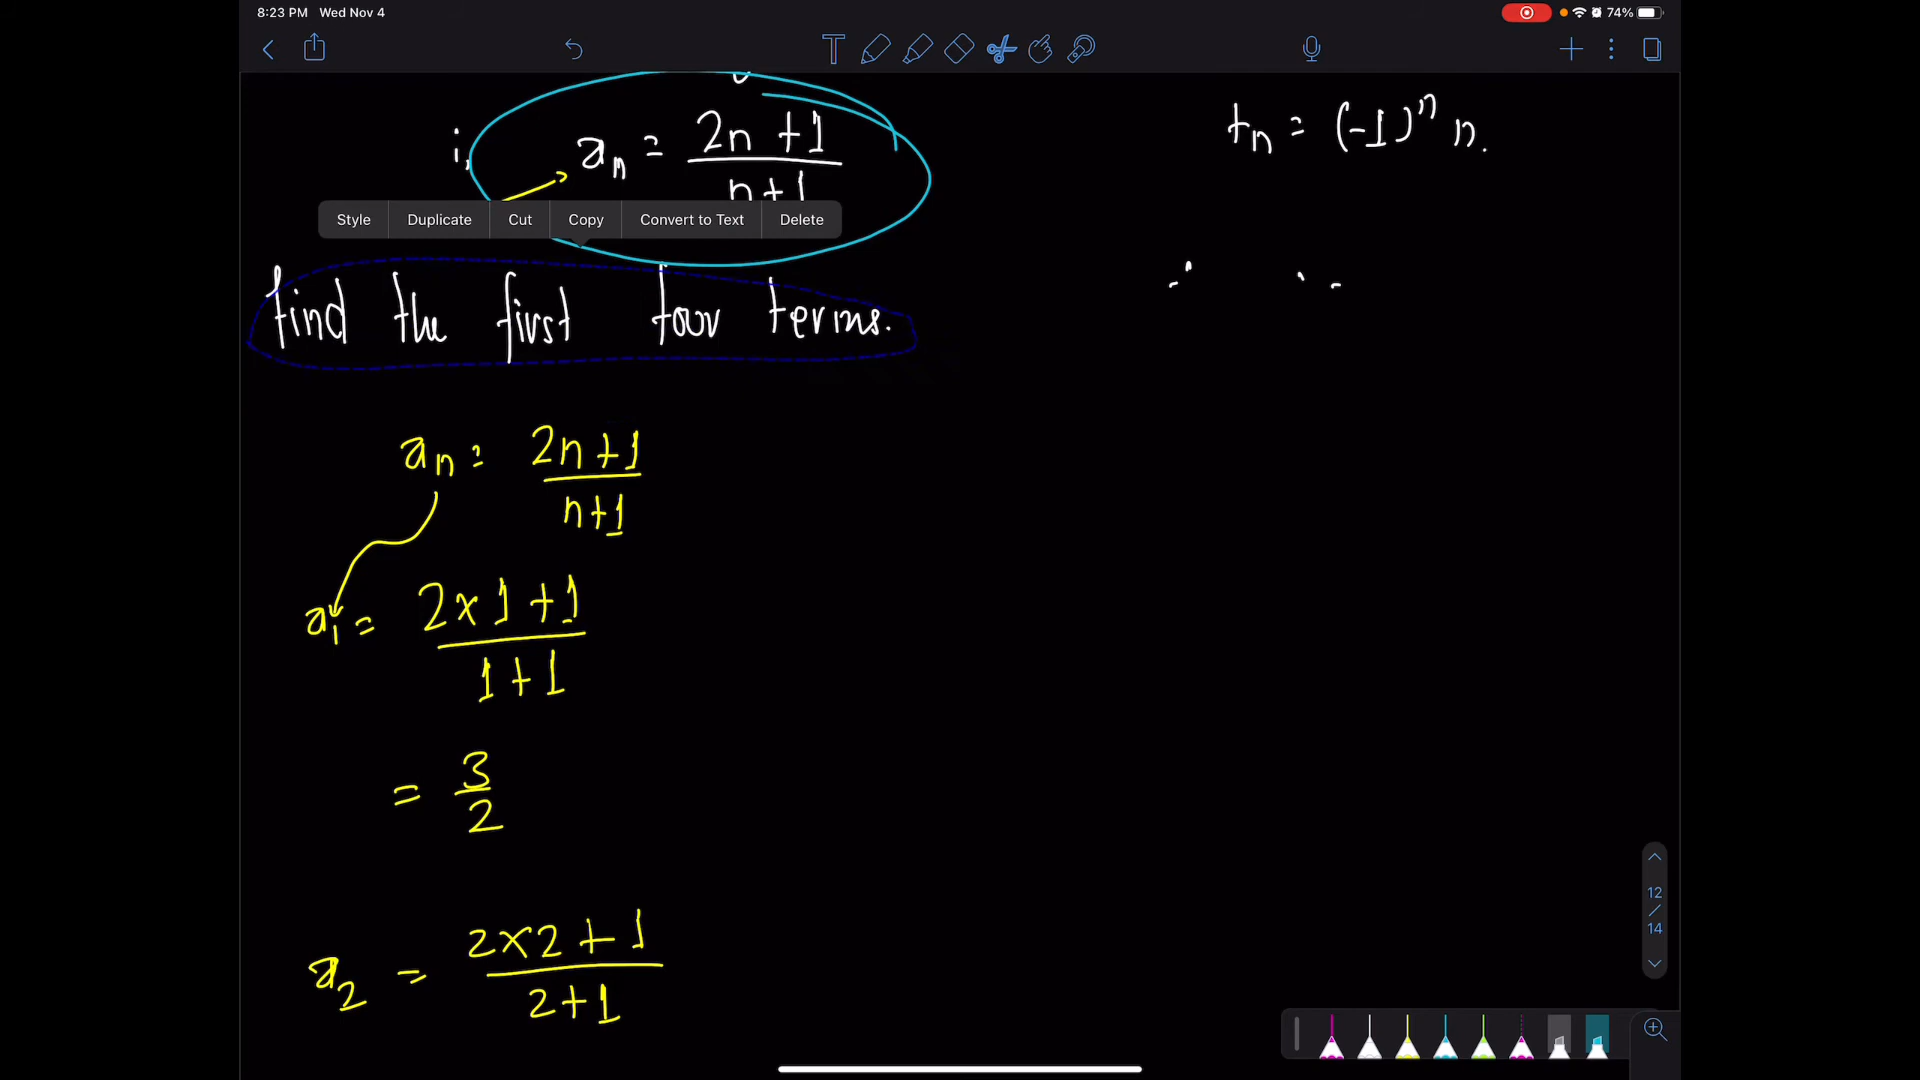 8:23 PM Wed Nov 4
74%
T
i,
aₙ = 2n +1
n+1
tₙ = (-1)ⁿ n.
Style Duplicate Cut Copy Convert to Text Delete
find the first four terms.
aₙ = 2n+1
n+1
a₁ = 2×1+1
1+1
= 3
2
a₂ = 2×2+1
2+1
12
/
14